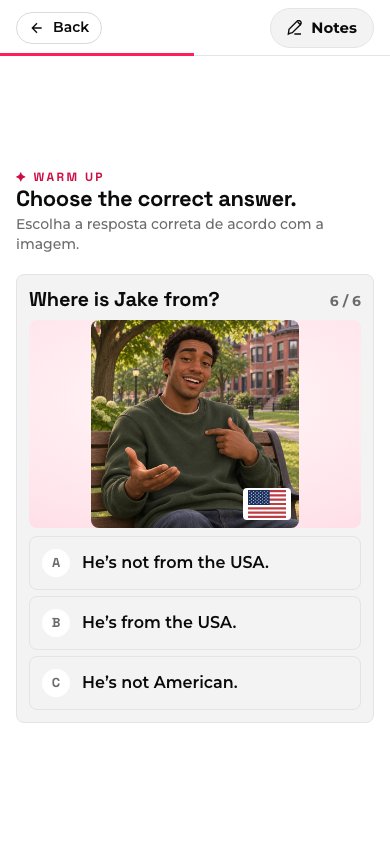 Back
Notes
WARM UP
Choose the correct answer.
Escolha a resposta correta de acordo com a
imagem.
Where is Jake from?
6 / 6
A
He's not from the USA.
B
He's from the USA.
C
He's not American.